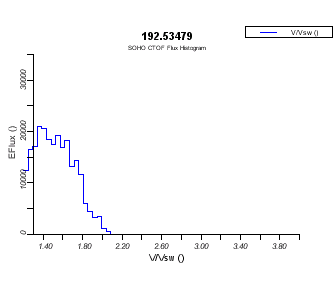 192.53479
SOHO CTOF Flux Histogram
V/Vsw ()
EFlux ()
30000
20000
10000
0
1.40 1.80 2.20 2.60 3.00 3.40 3.80
V/Vsw ()